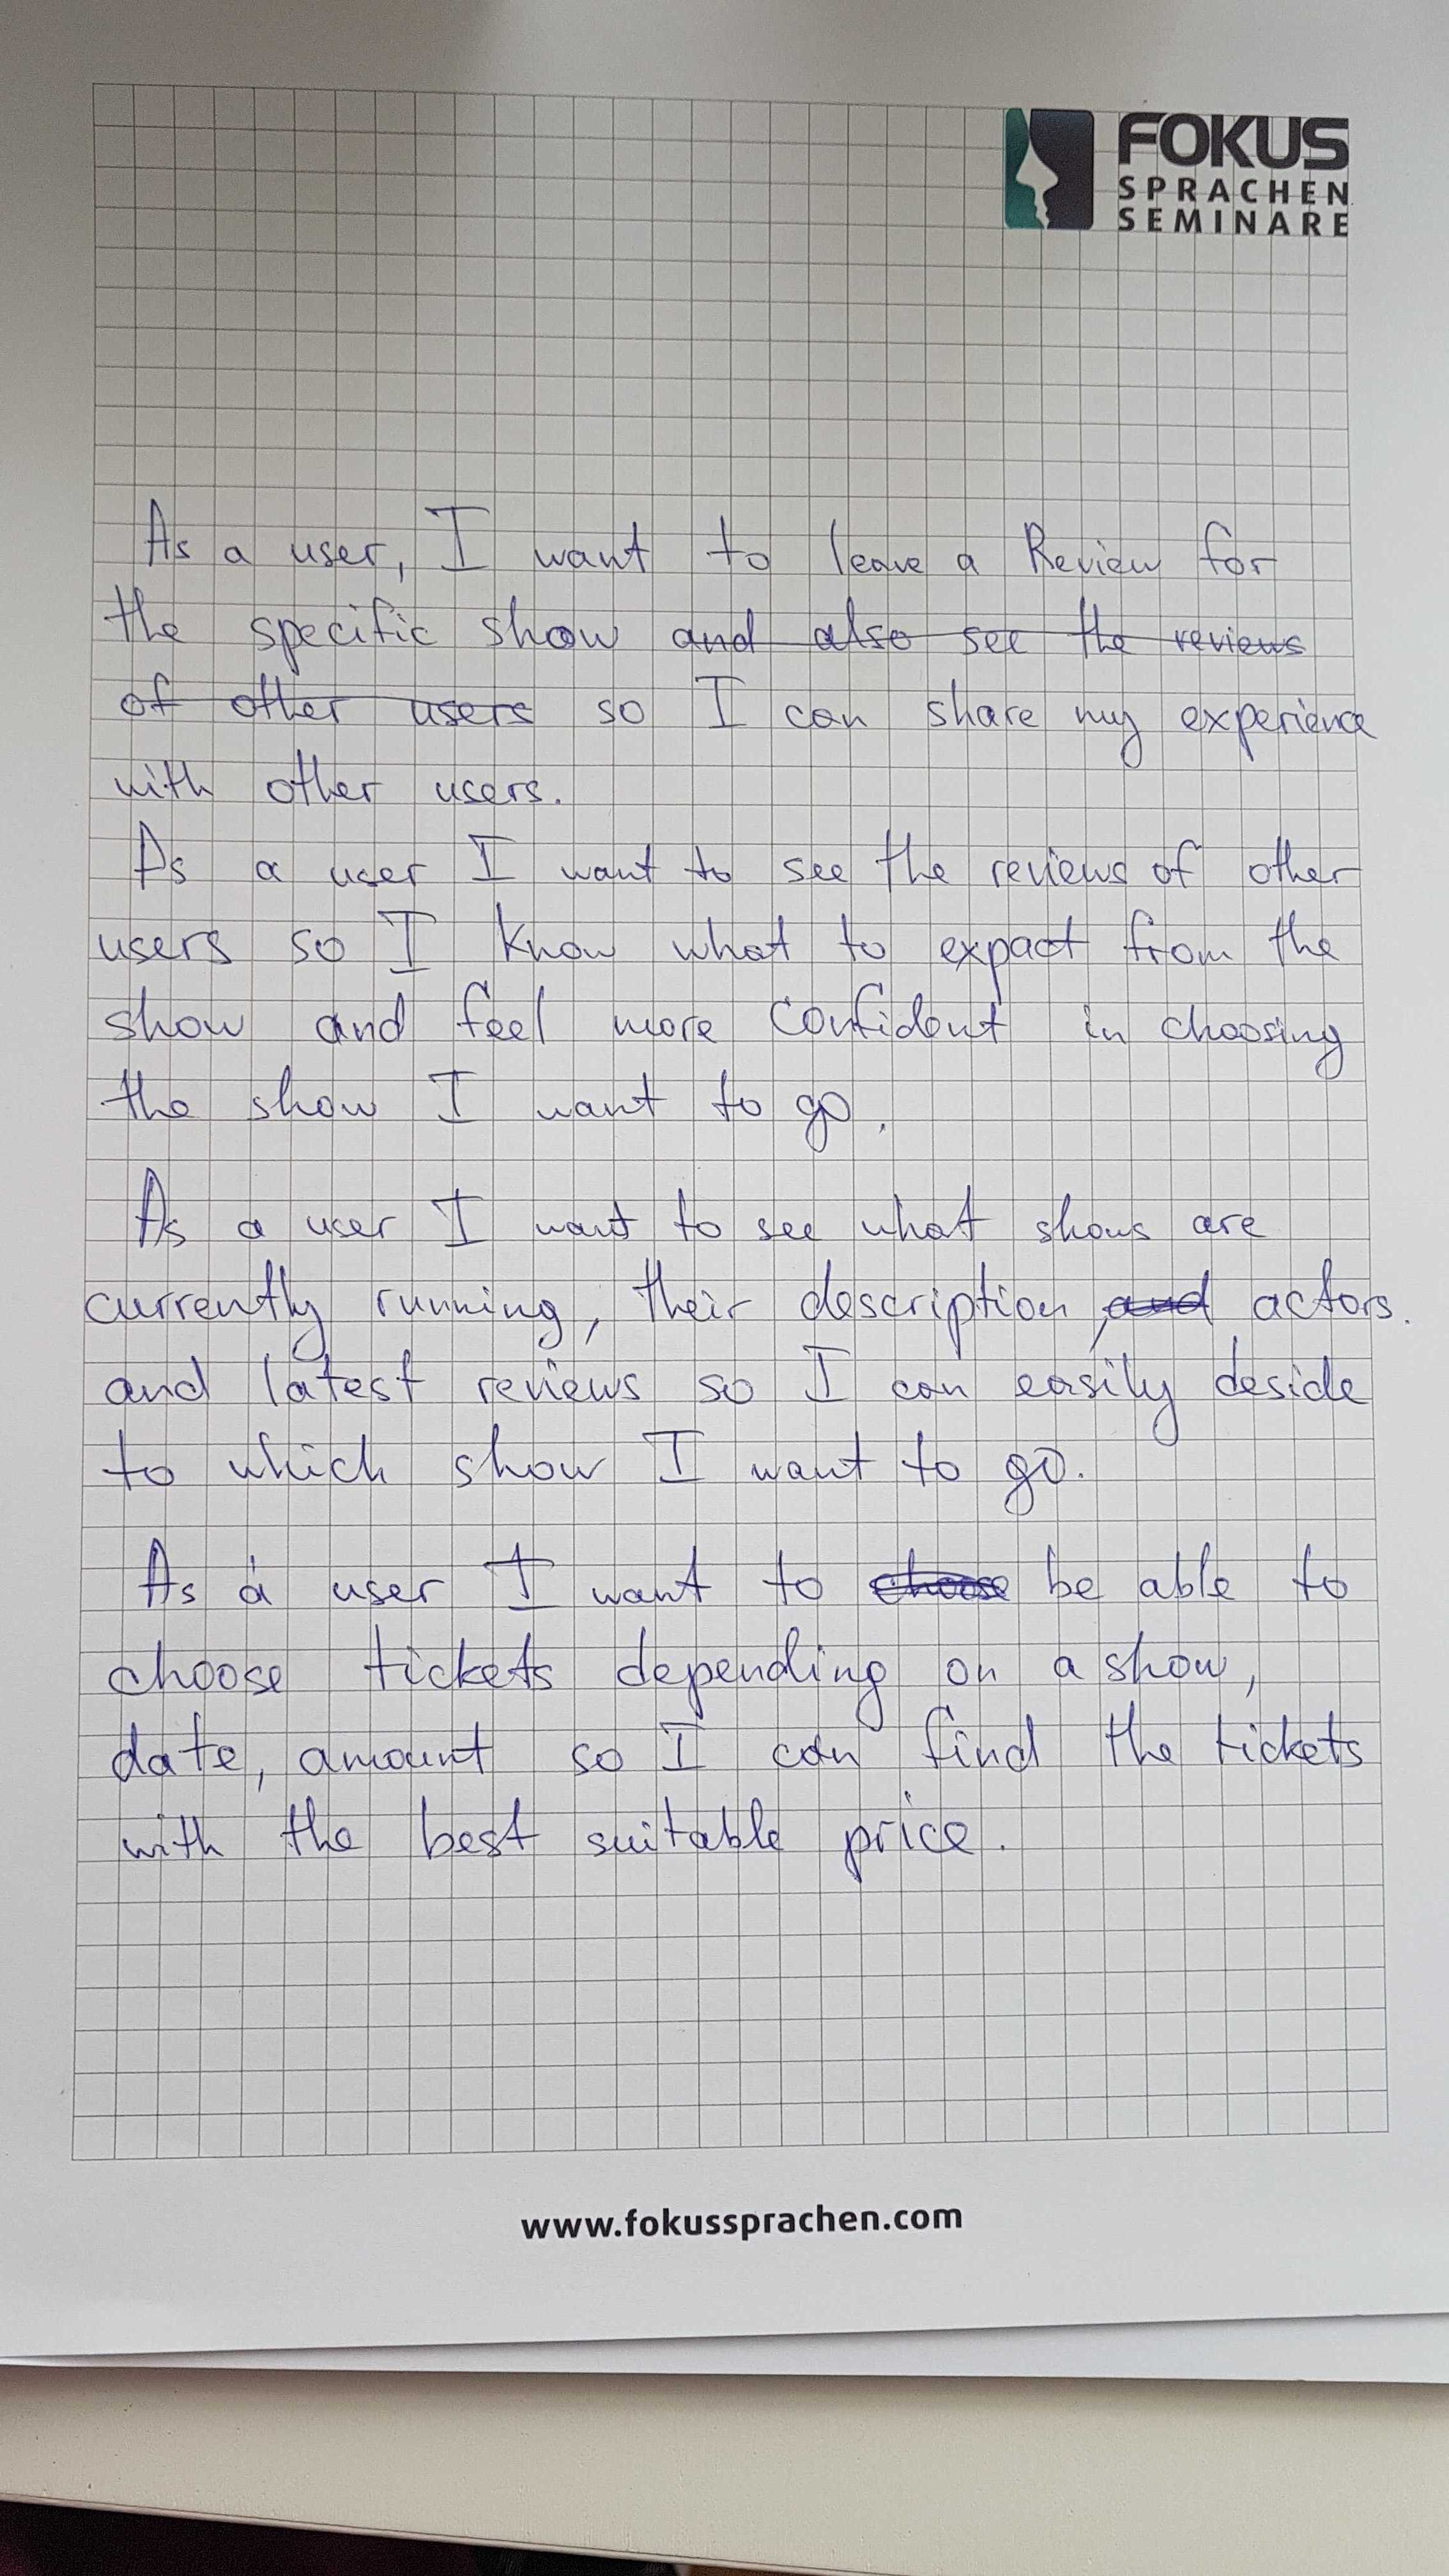 FOKUS
SPRACHEN
SEMINARE
As a user, I want to leave a Review for
the specific show and also see the reviews
of other users so I can share my experience
with other users.
As a user I want to see the reviews of other
users so I know what to expact from the
show and feel more confident in choosing
the show I want to go.
As a user I want to see what shows are
currently running, their description, and actors.
and latest reviews so I can easily deside
to which show I want to go.
As a user I want to choose be able to
choose tickets depending on a show,
date, amount so I can find the tickets
with the best suitable price.
www.fokussprachen.com